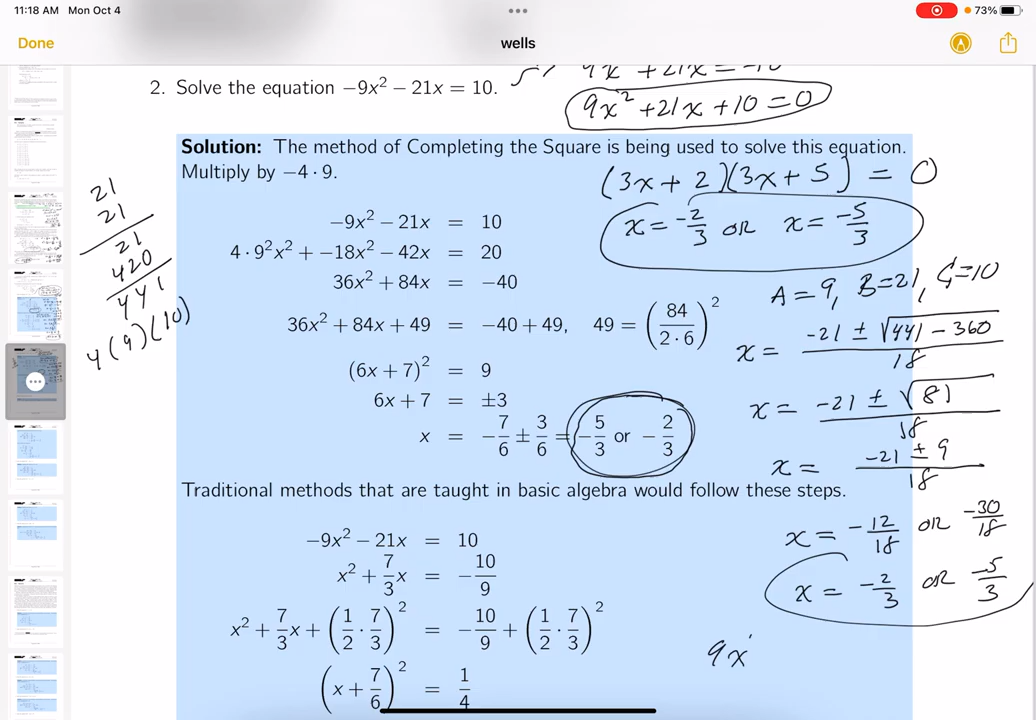 11:18 AM Mon Oct 4
73%
Done
wells
2. Solve the equation −9x² − 21x = 10.
9x² + 21x = −10
9x² + 21x + 10 = 0
Solution: The method of Completing the Square is being used to solve this equation.
Multiply by −4 · 9.
(3x + 2)(3x + 5) = 0
x = −2/3 OR x = −5/3
−9x² − 21x = 10
4 · 9²x² + −18x² − 42x = 20
36x² + 84x = −40
36x² + 84x + 49 = −40 + 49, 49 = (84/(2 · 6))²
(6x + 7)² = 9
6x + 7 = ±3
x = −7/6 ± 3/6 = −5/3 or −2/3
21
21
21
420
441
4(9)(10)
A = 9, B = 21, C = 10
x = (−21 ± √(441 − 360))/18
x = (−21 ± √81)/18
x = (−21 ± 9)/18
x = −12/18 OR −30/18
x = −2/3 OR −5/3
Traditional methods that are taught in basic algebra would follow these steps.
−9x² − 21x = 10
x² + 7/3x = −10/9
x² + 7/3x + (1/2 · 7/3)² = −10/9 + (1/2 · 7/3)²
(x + 7/6)² = 1/4
9x